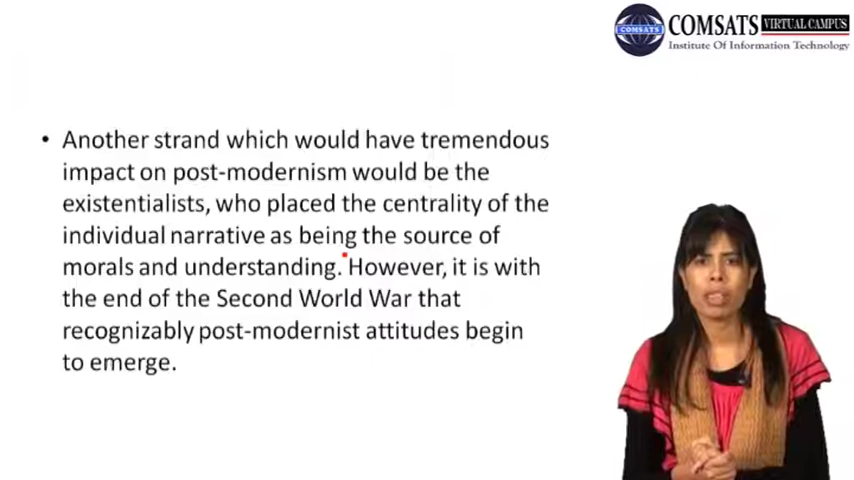 COMSATS
COMSATS VIRTUAL CAMPUS
Institute Of Information Technology
• Another strand which would have tremendous
impact on post-modernism would be the
existentialists, who placed the centrality of the
individual narrative as being the source of
morals and understanding. However, it is with
the end of the Second World War that
recognizably post-modernist attitudes begin
to emerge.